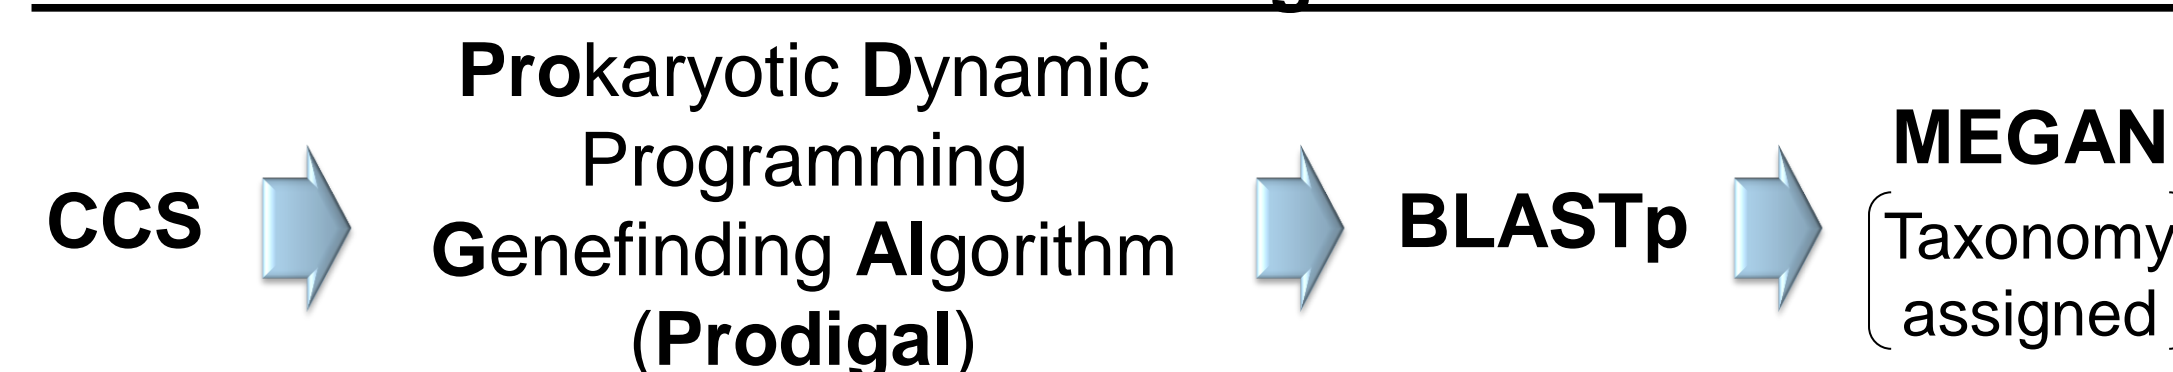 Prokaryotic Dynamic
Programming
Genefinding Algorithm
(Prodigal)
CCS
BLASTp
MEGAN
Taxonomy
assigned